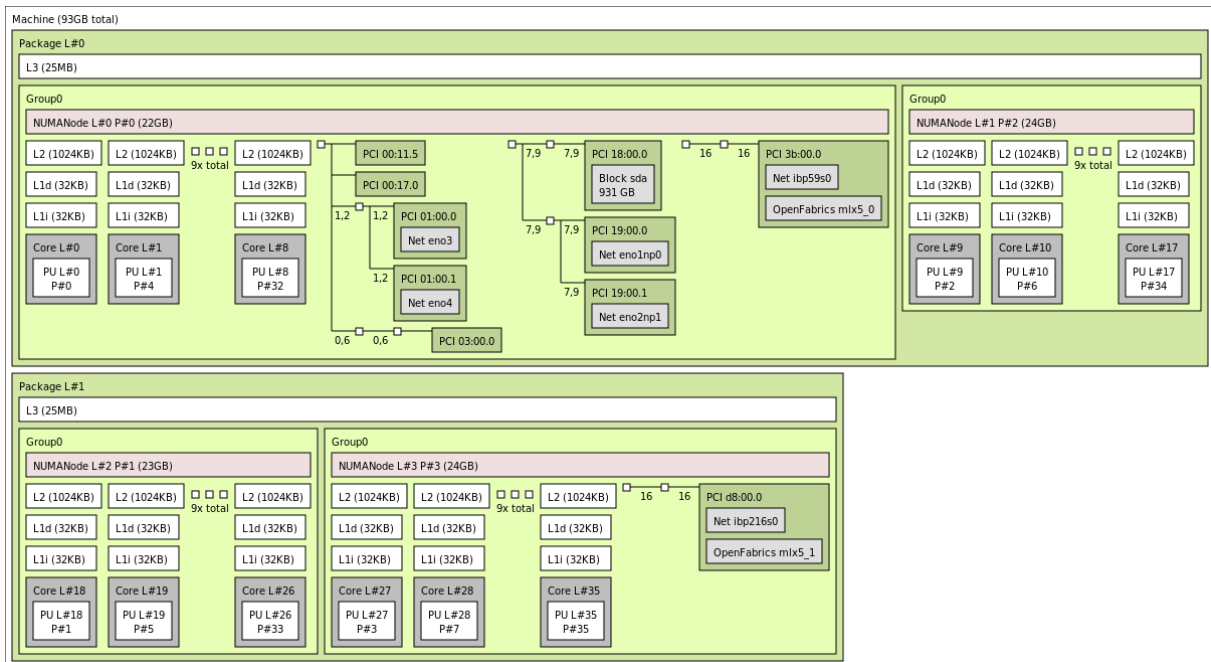 Machine (93GB total)
Package L#0
L3 (25MB)
Group0
NUMANode L#0 P#0 (22GB)
L2 (1024KB) L2 (1024KB) 9x total L2 (1024KB)
L1d (32KB) L1d (32KB) L1d (32KB)
L1i (32KB) L1i (32KB) L1i (32KB)
Core L#0 Core L#1 Core L#8
PU L#0 PU L#1 PU L#8
P#0 P#4 P#32
PCI 00:11.5
PCI 00:17.0
1,2 1,2 PCI 01:00.0
Net eno3
1,2 PCI 01:00.1
Net eno4
0,6 0,6 PCI 03:00.0
7,9 7,9 PCI 18:00.0
Block sda
931 GB
7,9 7,9 PCI 19:00.0
Net eno1np0
7,9 PCI 19:00.1
Net eno2np1
16 16 PCI 3b:00.0
Net ibp59s0
OpenFabrics mlx5_0
Group0
NUMANode L#1 P#2 (24GB)
L2 (1024KB) L2 (1024KB) 9x total L2 (1024KB)
L1d (32KB) L1d (32KB) L1d (32KB)
L1i (32KB) L1i (32KB) L1i (32KB)
Core L#9 Core L#10 Core L#17
PU L#9 PU L#10 PU L#17
P#2 P#6 P#34
Package L#1
L3 (25MB)
Group0
NUMANode L#2 P#1 (23GB)
L2 (1024KB) L2 (1024KB) 9x total L2 (1024KB)
L1d (32KB) L1d (32KB) L1d (32KB)
L1i (32KB) L1i (32KB) L1i (32KB)
Core L#18 Core L#19 Core L#26
PU L#18 PU L#19 PU L#26
P#1 P#5 P#33
Group0
NUMANode L#3 P#3 (24GB)
L2 (1024KB) L2 (1024KB) 9x total L2 (1024KB)
L1d (32KB) L1d (32KB) L1d (32KB)
L1i (32KB) L1i (32KB) L1i (32KB)
Core L#27 Core L#28 Core L#35
PU L#27 PU L#28 PU L#35
P#3 P#7 P#35
16 16 PCI d8:00.0
Net ibp216s0
OpenFabrics mlx5_1